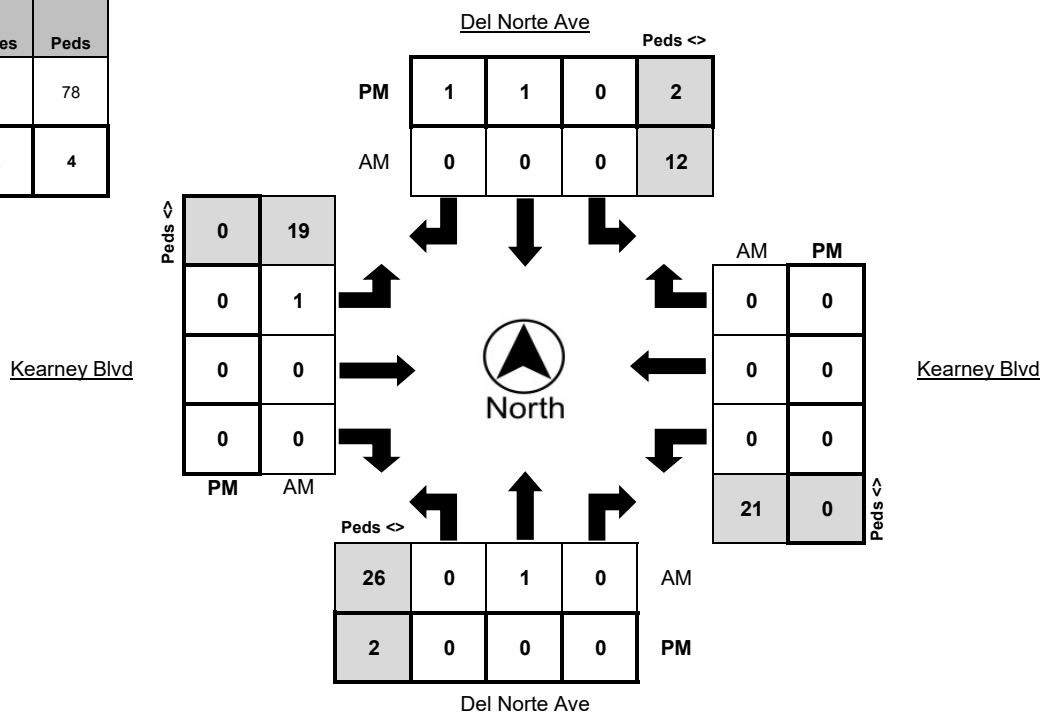 Del Norte Ave
Peds
78
4
Peds <>
PM 1 1 0 2
AM 0 0 0 12
Peds <>
0 19
0 1
0 0
0 0
PM AM
Kearney Blvd
North
AM PM
0 0
0 0
0 0
21 0
Peds <>
Kearney Blvd
Peds <>
26 0 1 0 AM
2 0 0 0 PM
Del Norte Ave